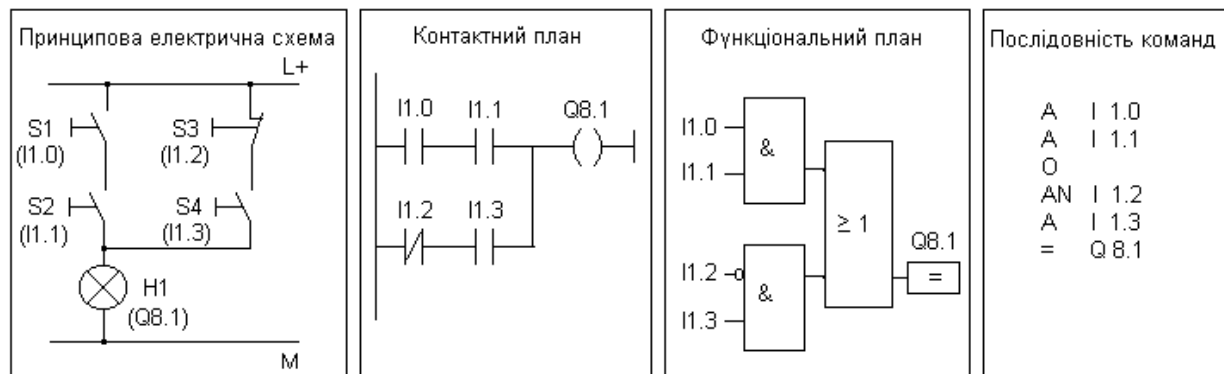 Принципова електрична схема
L+
S1
(I1.0)
S3
(I1.2)
S2
(I1.1)
S4
(I1.3)
H1
(Q8.1)
M
Контактний план
I1.0 I1.1 Q8.1
I1.2 I1.3
Функціональний план
I1.0
&
I1.1
≥ 1
Q8.1
I1.2
=
&
I1.3
Послідовність команд
A I 1.0
A I 1.1
O
AN I 1.2
A I 1.3
= Q 8.1